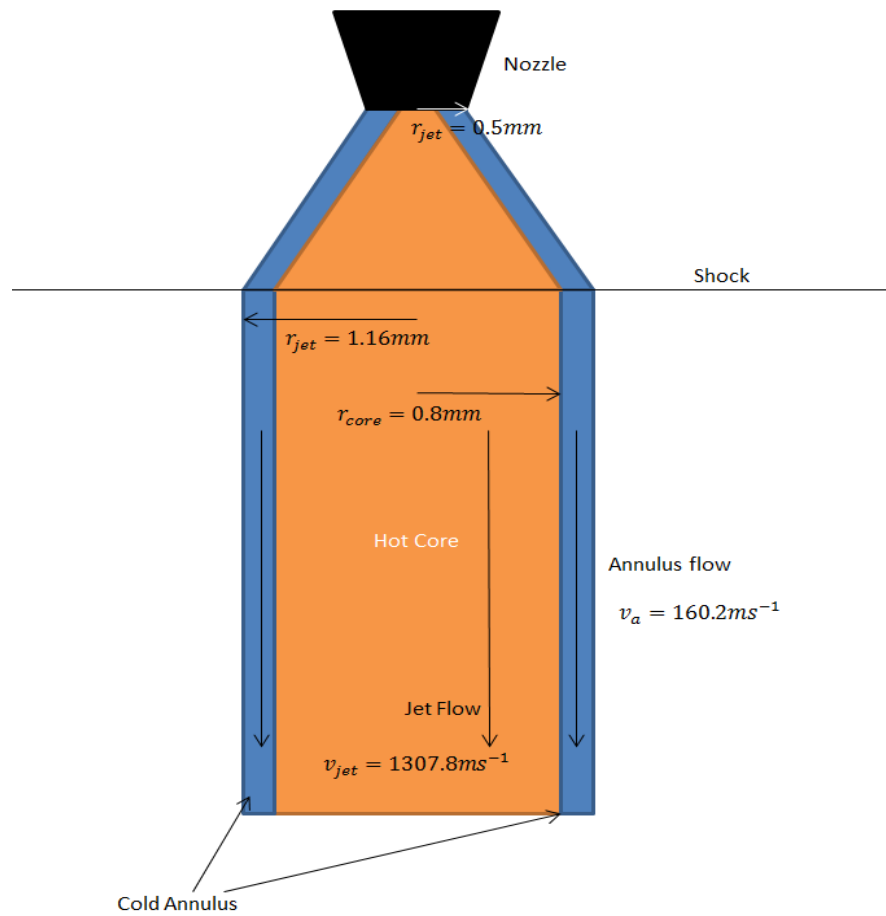 Nozzle
r_jet = 0.5mm
Shock
r_jet = 1.16mm
r_core = 0.8mm
Hot Core
Annulus flow
v_a = 160.2ms⁻¹
Jet Flow
v_jet = 1307.8ms⁻¹
Cold Annulus